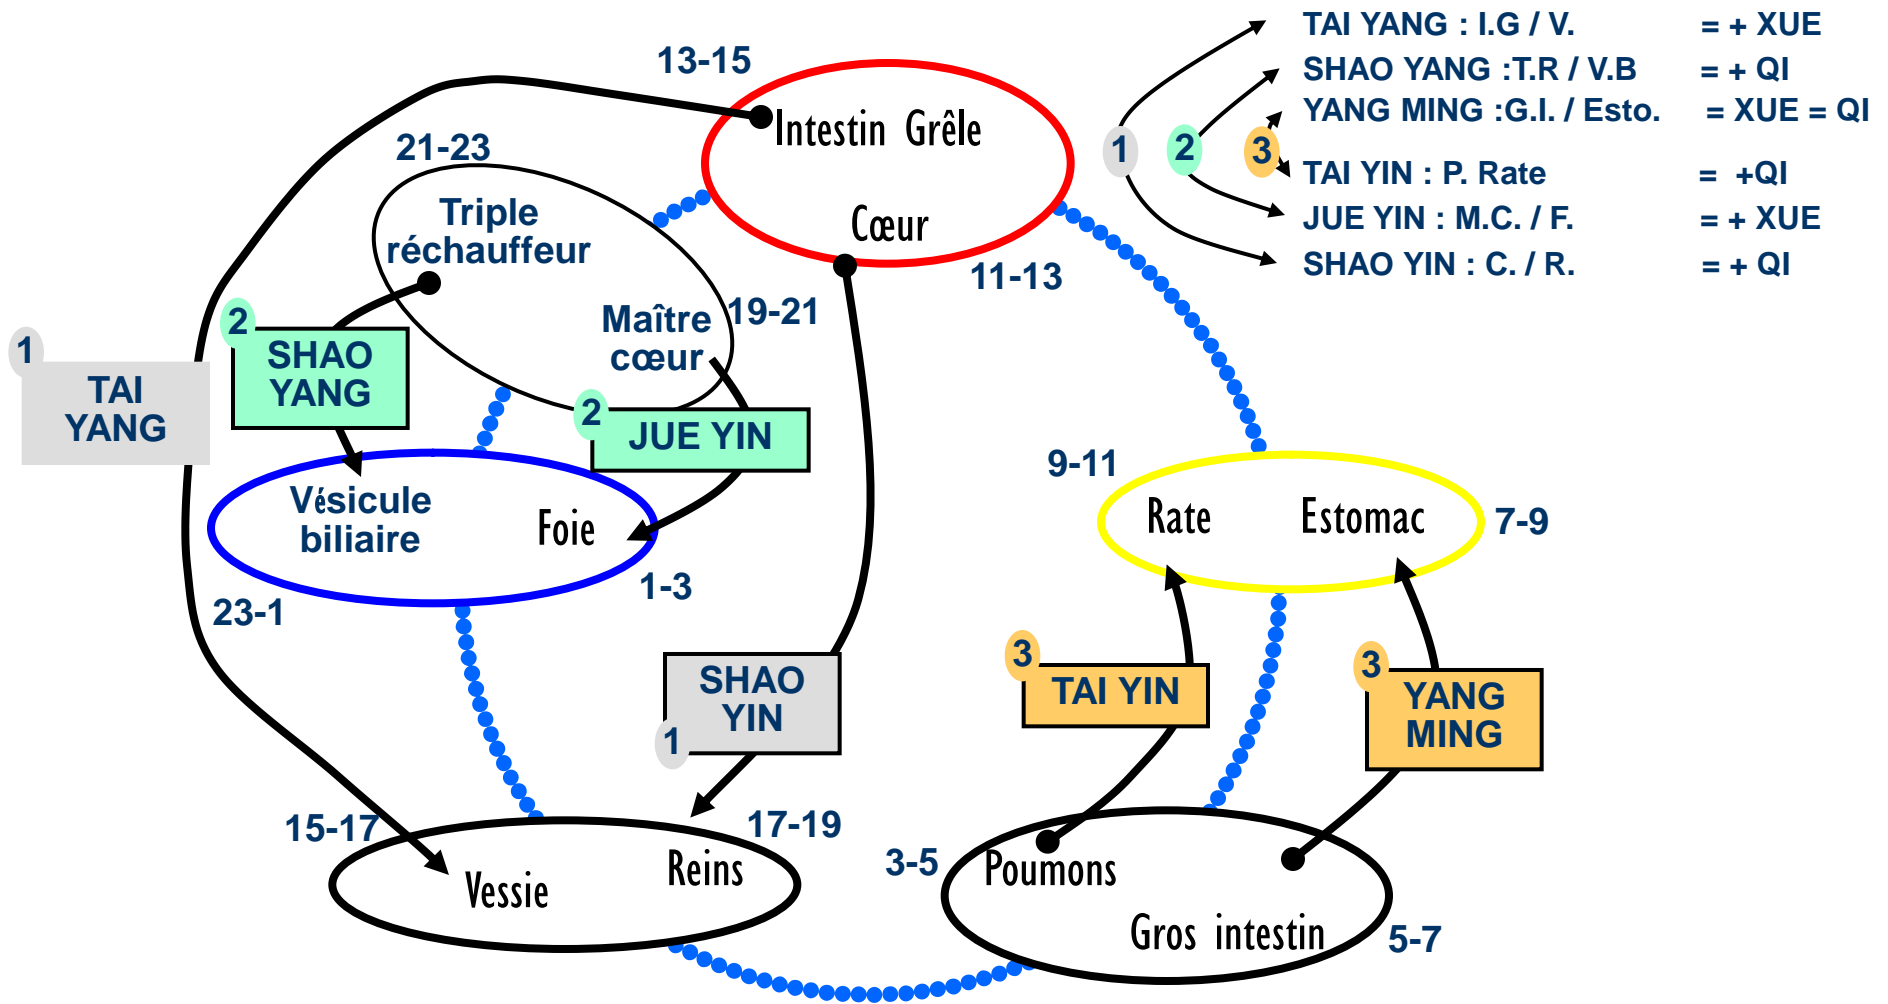 TAI YANG : I.G / V. = + XUE
SHAO YANG :T.R / V.B = + QI
YANG MING :G.I. / Esto. = XUE = QI
1
2
3
TAI YIN : P. Rate = +QI
JUE YIN : M.C. / F. = + XUE
SHAO YIN : C. / R. = + QI
13-15
Intestin Grêle
Cœur
11-13
21-23
Triple
réchauffeur
Maître
cœur
19-21
1
TAI
YANG
2
SHAO
YANG
2
JUE YIN
Vésicule
biliaire
Foie
23-1
1-3
9-11
Rate Estomac
7-9
SHAO
YIN
1
3
TAI YIN
3
YANG
MING
15-17
17-19
Reins
Vessie
3-5
Poumons
Gros intestin
5-7